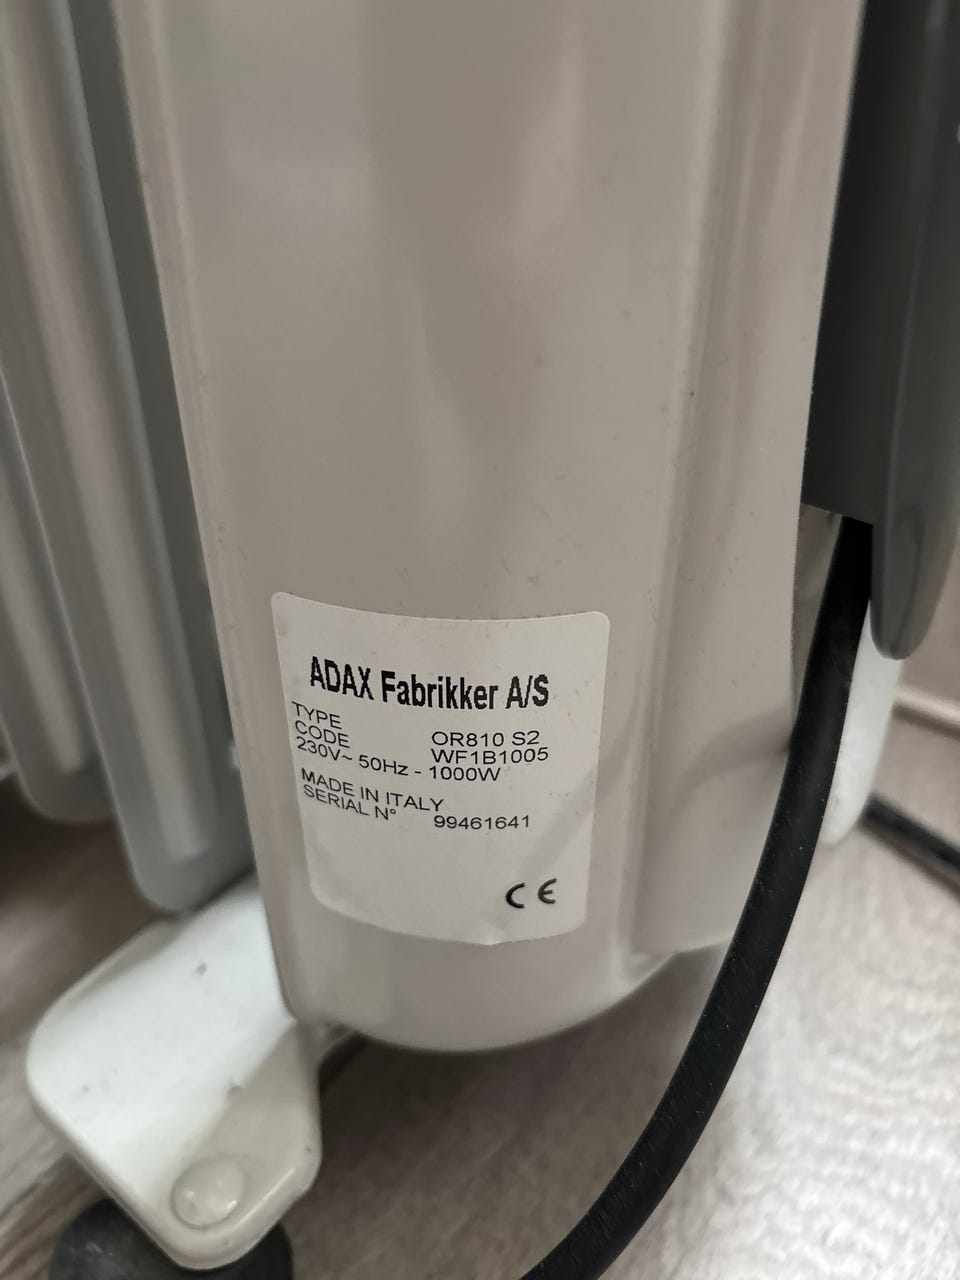 ADAX Fabrikker A/S
TYPE OR810 S2
CODE WF1B1005
230V~ 50Hz - 1000W
MADE IN ITALY
SERIAL N° 99461641
CE